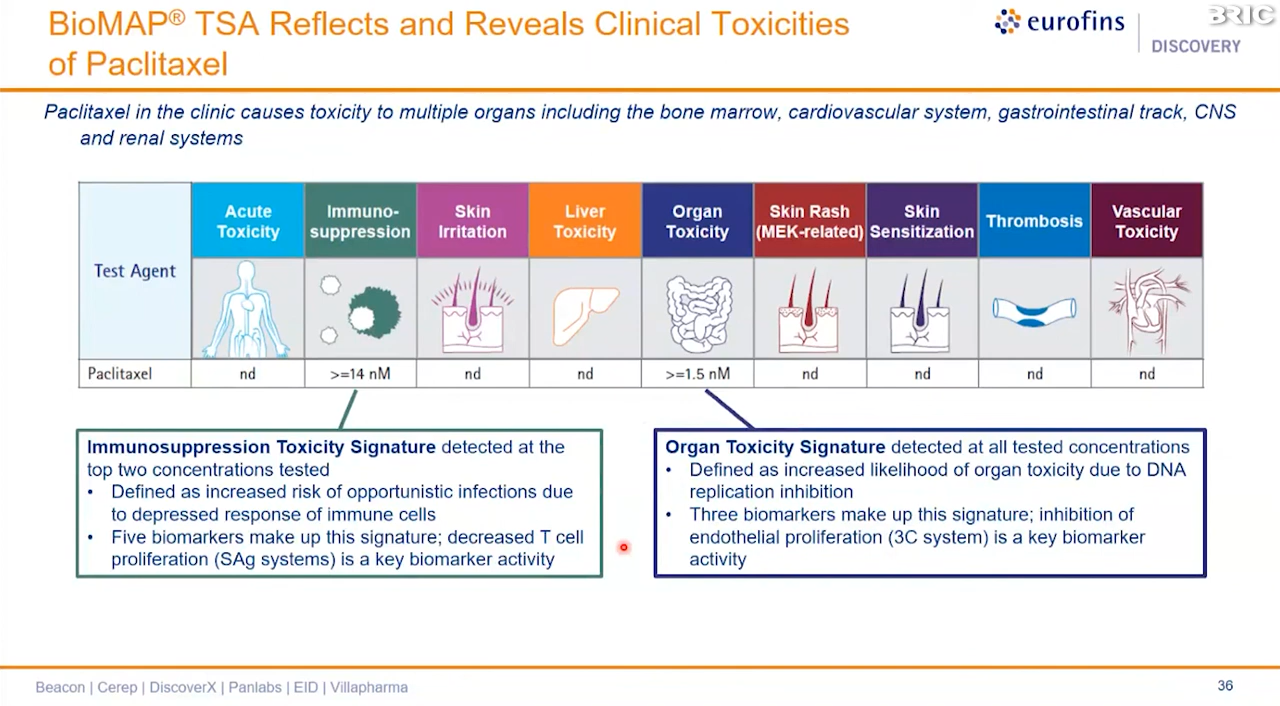 BioMAP® TSA Reflects and Reveals Clinical Toxicities
of Paclitaxel
eurofins
DISCOVERY
BRIC
Paclitaxel in the clinic causes toxicity to multiple organs including the bone marrow, cardiovascular system, gastrointestinal track, CNS
and renal systems
Test Agent
Acute
Toxicity
Immuno-
suppression
Skin
Irritation
Liver
Toxicity
Organ
Toxicity
Skin Rash
(MEK-related)
Skin
Sensitization
Thrombosis
Vascular
Toxicity
Paclitaxel nd >=14 nM nd nd >=1.5 nM nd nd nd nd
Immunosuppression Toxicity Signature detected at the
top two concentrations tested
• Defined as increased risk of opportunistic infections due
to depressed response of immune cells
• Five biomarkers make up this signature; decreased T cell
proliferation (SAg systems) is a key biomarker activity
Organ Toxicity Signature detected at all tested concentrations
• Defined as increased likelihood of organ toxicity due to DNA
replication inhibition
• Three biomarkers make up this signature; inhibition of
endothelial proliferation (3C system) is a key biomarker
activity
Beacon | Cerep | DiscoverX | Panlabs | EID | Villapharma
36